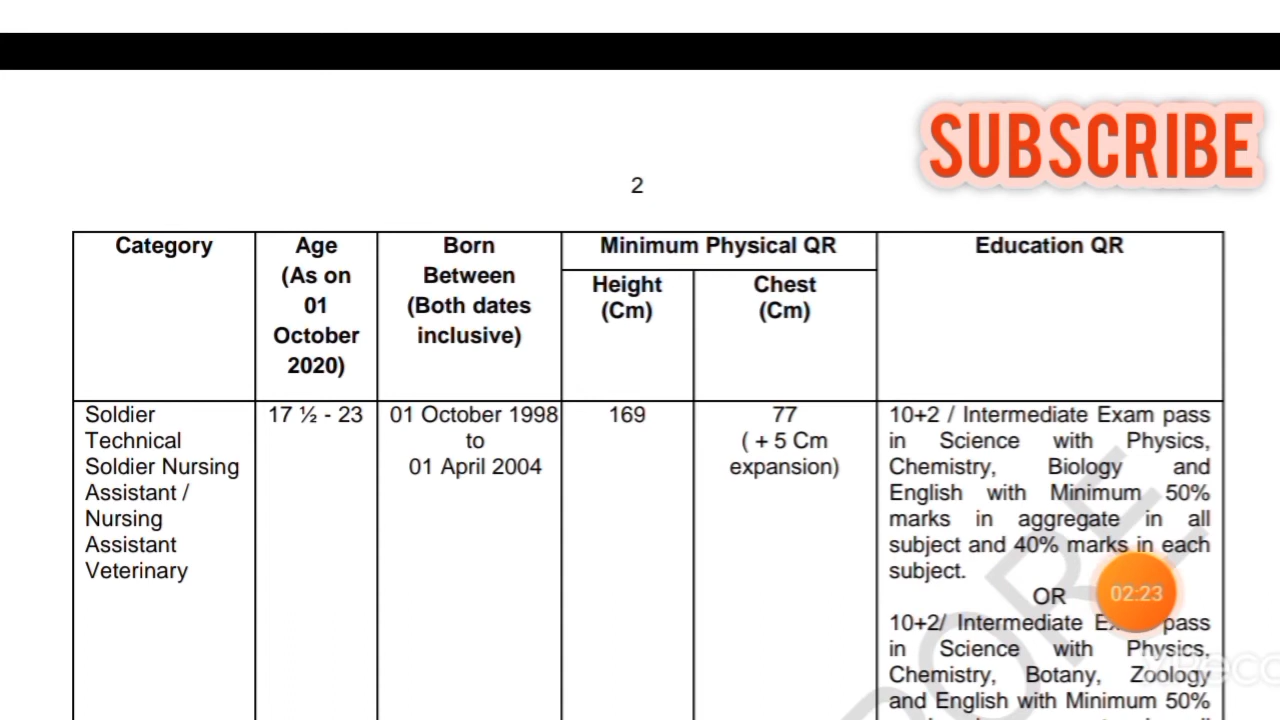 SUBSCRIBE
2
Category
Age
(As on
01
October
2020)
Born
Between
(Both dates
inclusive)
Minimum Physical QR
Height
(Cm)
Chest
(Cm)
Education QR
Soldier
Technical
Soldier Nursing
Assistant /
Nursing
Assistant
Veterinary
17 ½ - 23
01 October 1998
to
01 April 2004
169
77
( + 5 Cm
expansion)
10+2 / Intermediate Exam pass
in Science with Physics,
Chemistry, Biology and
English with Minimum 50%
marks in aggregate in all
subject and 40% marks in each
subject.
OR
10+2/ Intermediate pass
in Science with Physics,
Chemistry, Botany, Zoology
and English with Minimum 50%
02:23